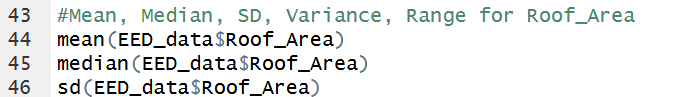 43 #Mean, Median, SD, Variance, Range for Roof_Area
44 mean(EED_data$Roof_Area)
45 median(EED_data$Roof_Area)
46 sd(EED_data$Roof_Area)